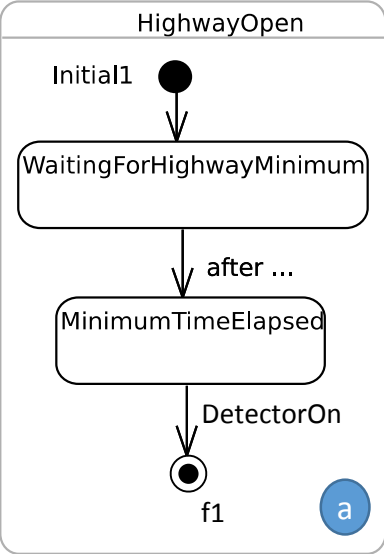 HighwayOpen
Initial1
WaitingForHighwayMinimum
after ...
MinimumTimeElapsed
DetectorOn
f1
a